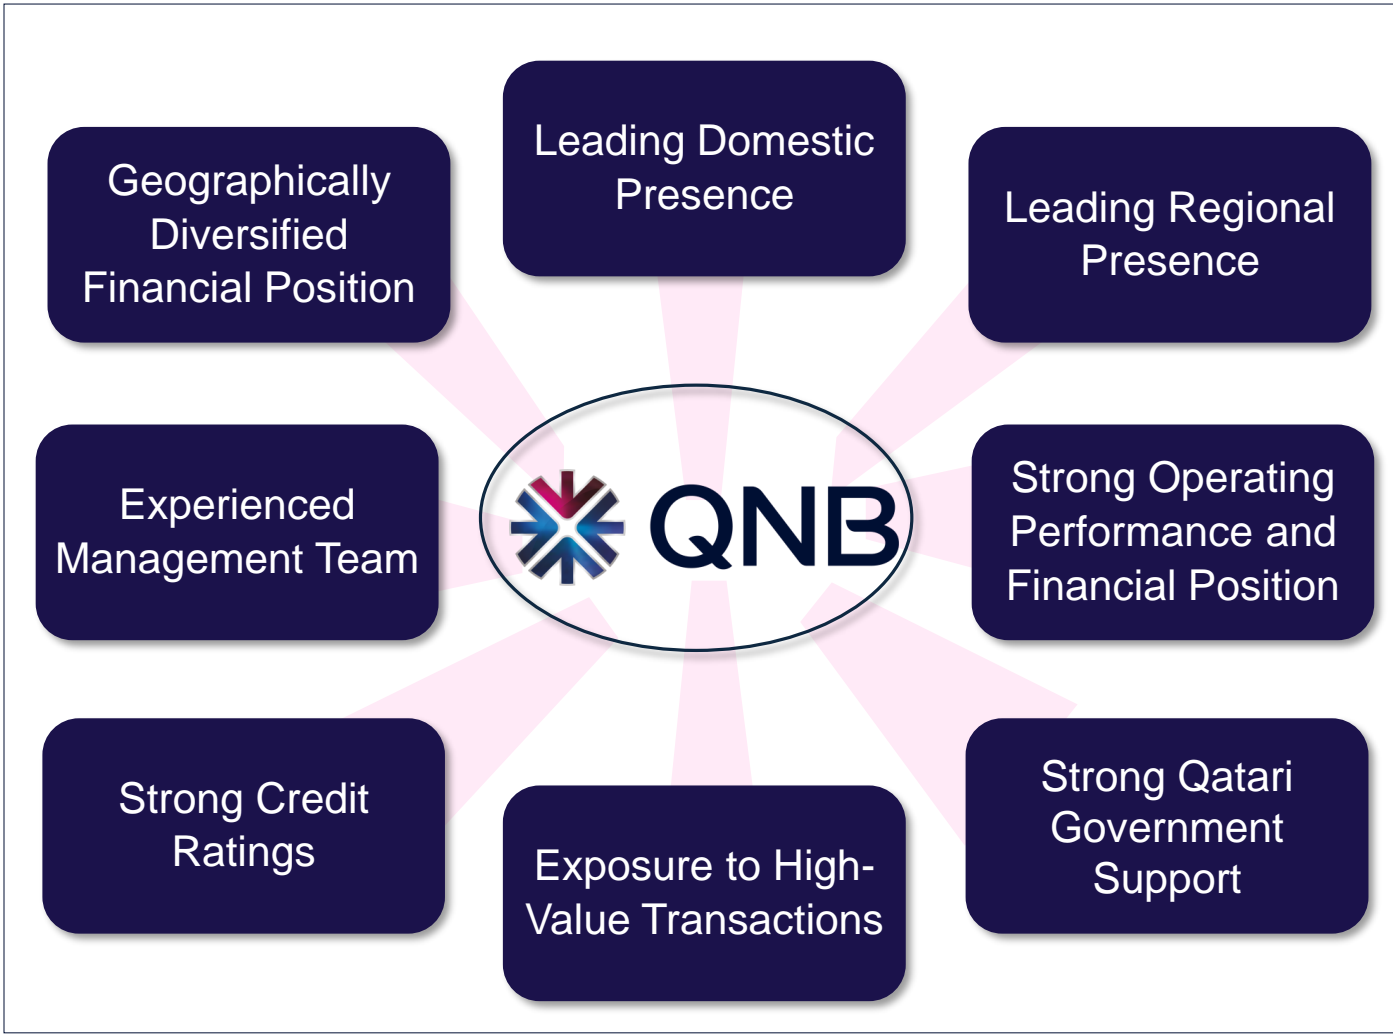 Leading Domestic
Presence
Geographically
Diversified
Financial Position
Leading Regional
Presence
Experienced
Management Team
QNB
Strong Operating
Performance and
Financial Position
Strong Credit
Ratings
Exposure to High-
Value Transactions
Strong Qatari
Government
Support